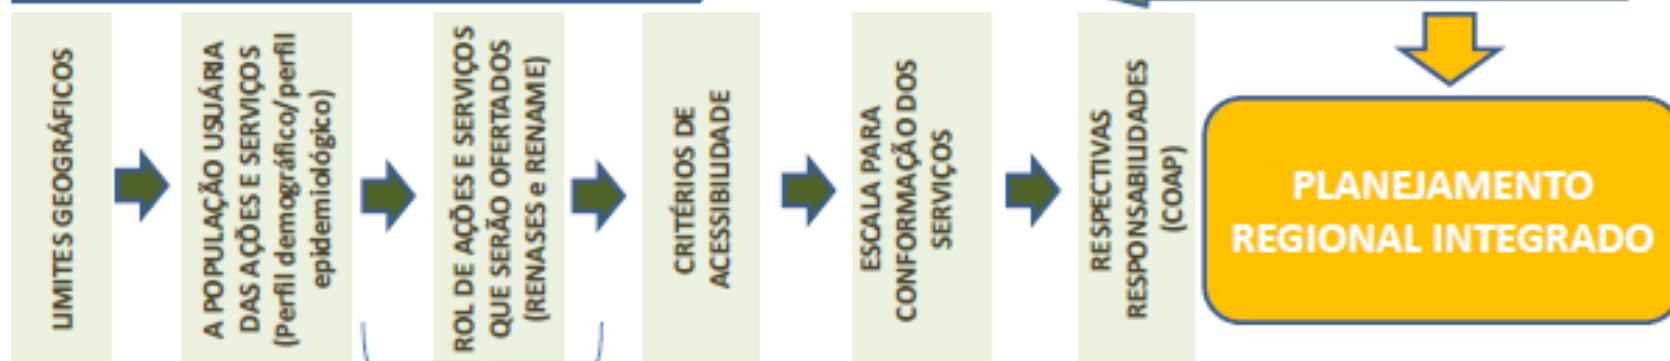 LIMITES GEOGRÁFICOS
A POPULAÇÃO USUÁRIA
DAS AÇÕES E SERVIÇOS
(Perfil demográfico/perfil
epidemiológico)
ROL DE AÇÕES E SERVIÇOS
QUE SERÃO OFERTADOS
(RENASES e RENAME)
CRITÉRIOS DE
ACESSIBILIDADE
ESCALA PARA
CONFORMAÇÃO DOS
SERVIÇOS
RESPECTIVAS
RESPONSABILIDADES
(COAP)
PLANEJAMENTO
REGIONAL INTEGRADO